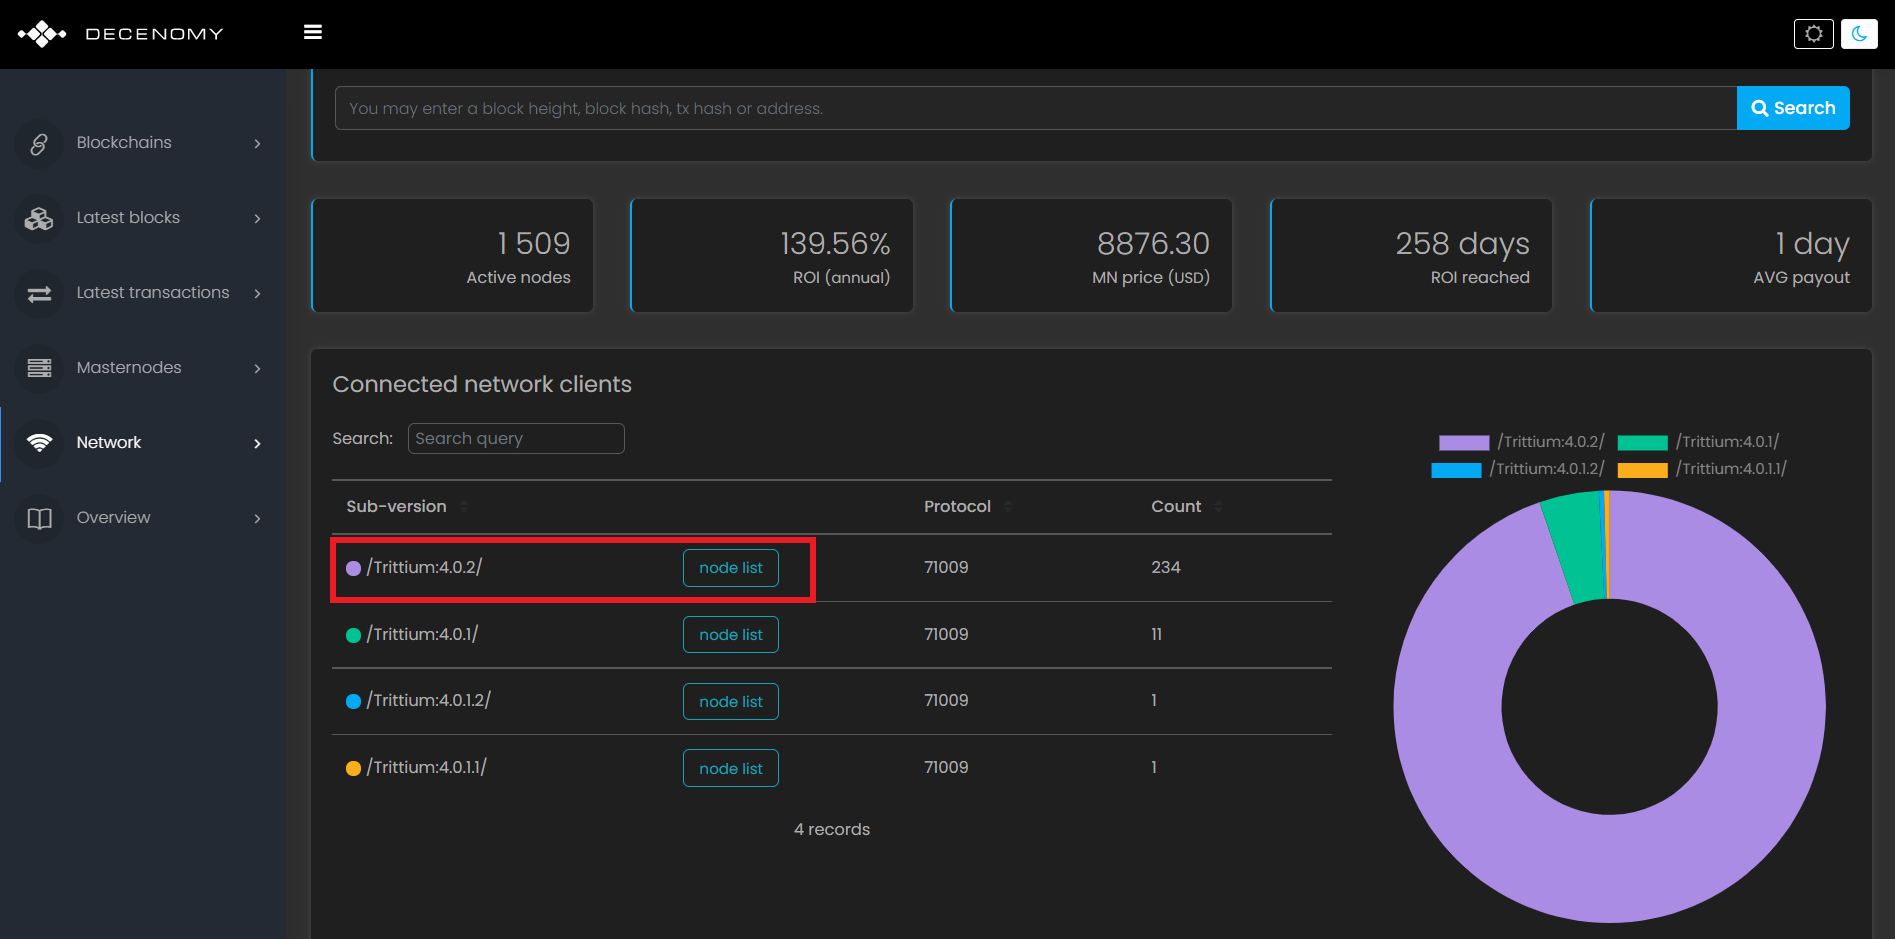 DECENOMY
You may enter a block height, block hash, tx hash or address.
Search
Blockchains
Latest blocks
Latest transactions
Masternodes
Network
Overview
1 509
Active nodes
139.56%
ROI (annual)
8876.30
MN price (USD)
258 days
ROI reached
1 day
AVG payout
Connected network clients
Search: Search query
Sub-version Protocol Count
/Trittium:4.0.2/ node list 71009 234
/Trittium:4.0.1/ node list 71009 11
/Trittium:4.0.1.2/ node list 71009 1
/Trittium:4.0.1.1/ node list 71009 1
4 records
/Trittium:4.0.2/ /Trittium:4.0.1/
/Trittium:4.0.1.2/ /Trittium:4.0.1.1/